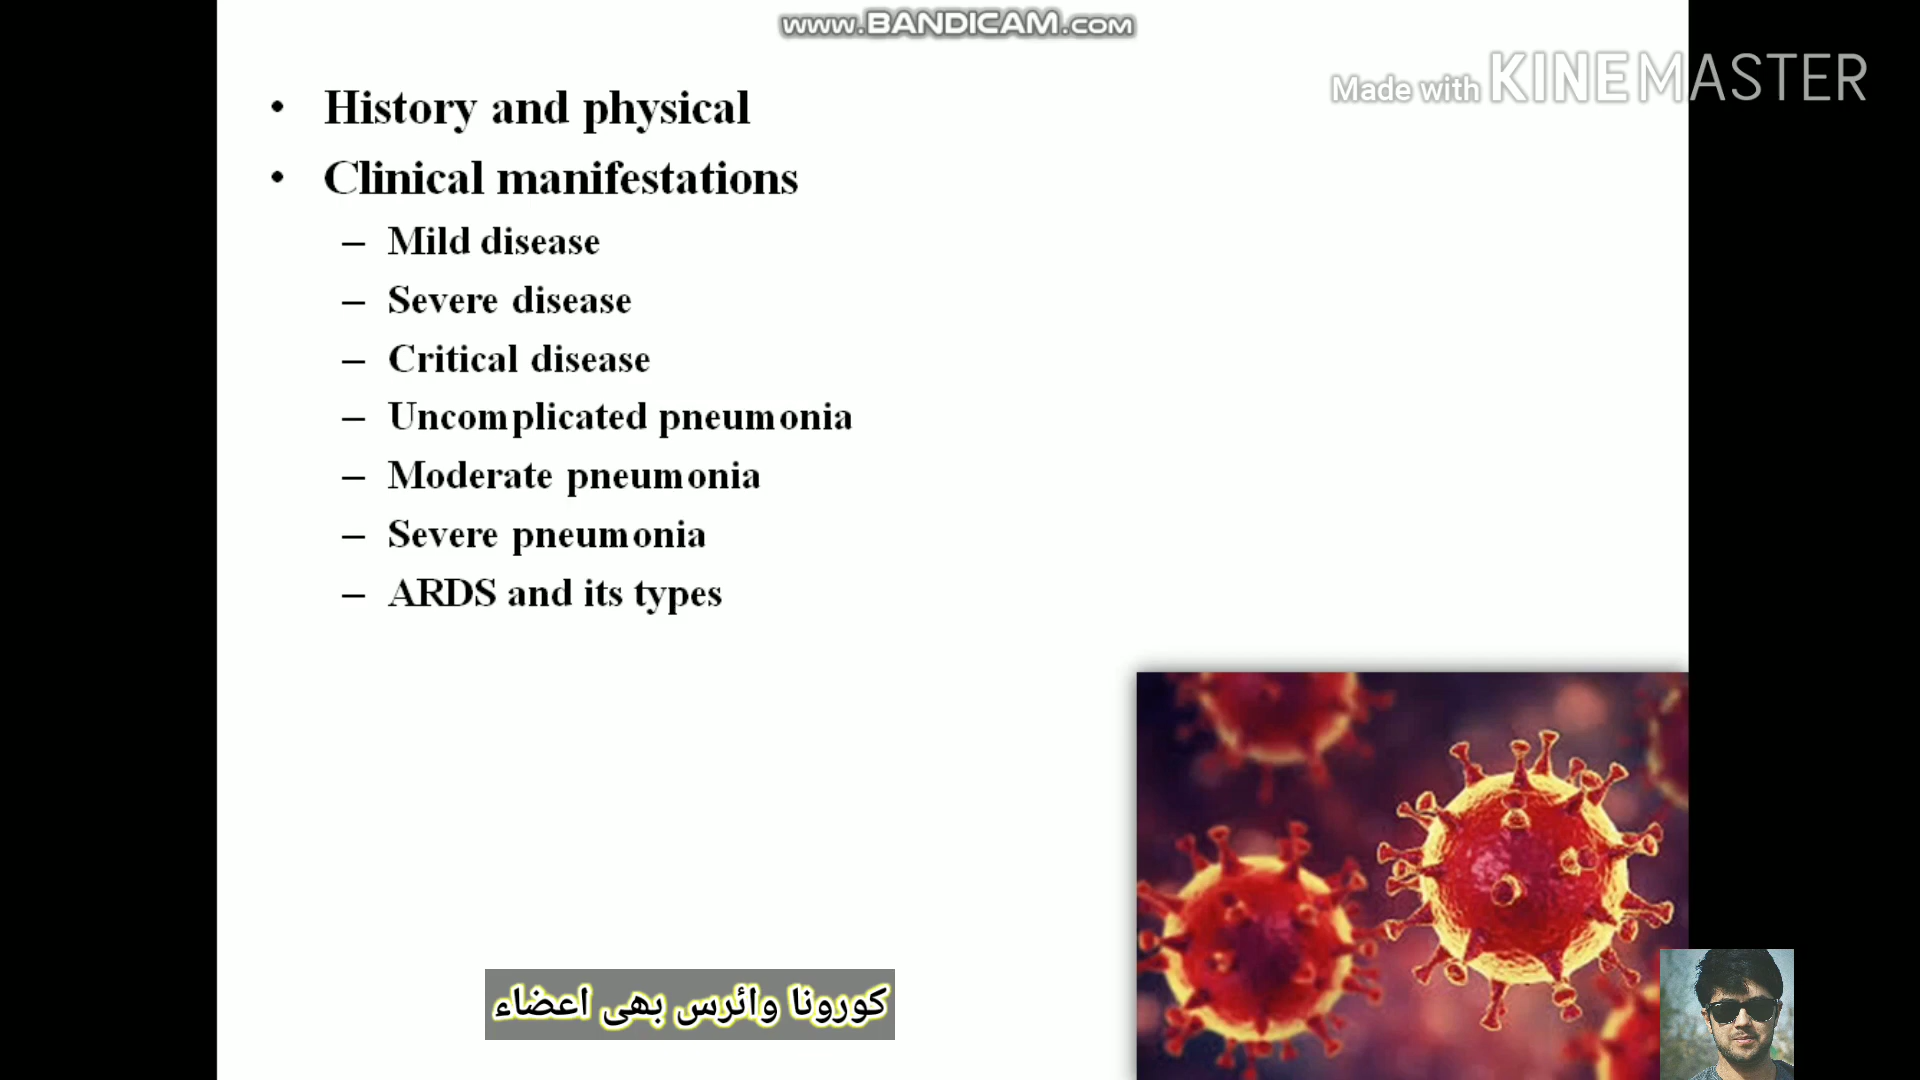 www.BANDICAM.com
Made with KINEMASTER
• History and physical
• Clinical manifestations
– Mild disease
– Severe disease
– Critical disease
– Uncomplicated pneumonia
– Moderate pneumonia
– Severe pneumonia
– ARDS and its types
کورونا وائرس بھی اعضاء